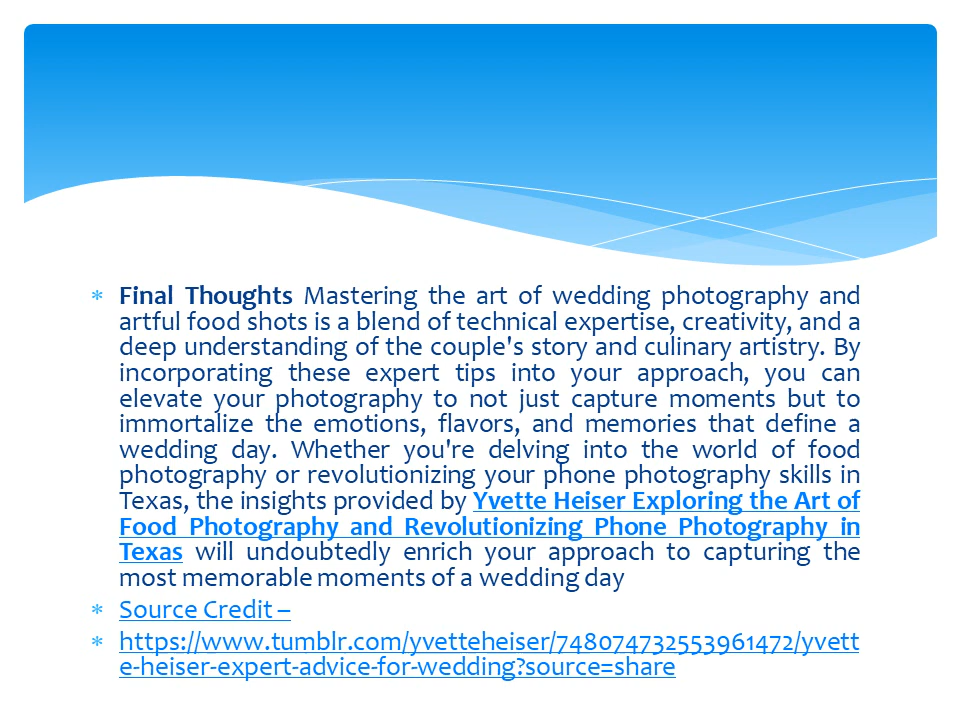 Final Thoughts Mastering the art of wedding photography and
artful food shots is a blend of technical expertise, creativity, and a
deep understanding of the couple's story and culinary artistry. By
incorporating these expert tips into your approach, you can
elevate your photography to not just capture moments but to
immortalize the emotions, flavors, and memories that define a
wedding day. Whether you're delving into the world of food
photography or revolutionizing your phone photography skills in
Texas, the insights provided by Yvette Heiser Exploring the Art of
Food Photography and Revolutionizing Phone Photography in
Texas will undoubtedly enrich your approach to capturing the
most memorable moments of a wedding day
Source Credit –
https://www.tumblr.com/yvetteheiser/748074732553961472/yvett
e-heiser-expert-advice-for-wedding?source=share